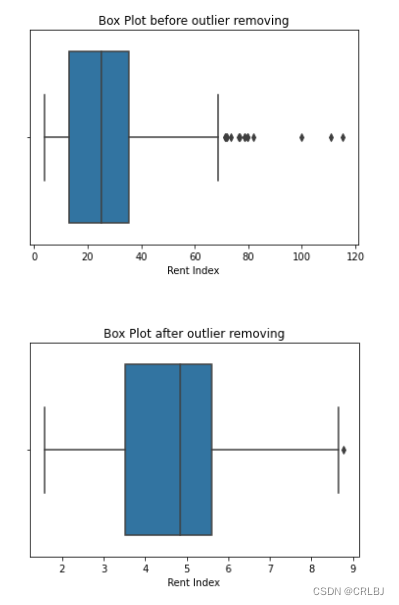 Box Plot before outlier removing
0 20 40 60 80 100 120
Rent Index
Box Plot after outlier removing
2 3 4 5 6 7 8 9
Rent Index
CSDN @CRLBJ